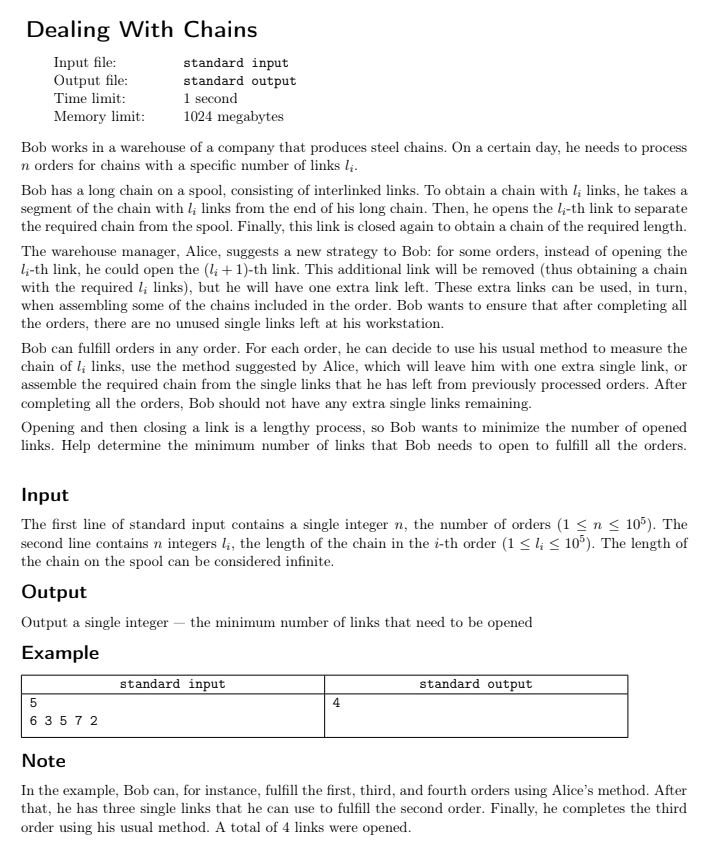 Dealing With Chains
Input file: standard input
Output file: standard output
Time limit: 1 second
Memory limit: 1024 megabytes
Bob works in a warehouse of a company that produces steel chains. On a certain day, he needs to process
n orders for chains with a specific number of links l_i.
Bob has a long chain on a spool, consisting of interlinked links. To obtain a chain with l_i links, he takes a
segment of the chain with l_i links from the end of his long chain. Then, he opens the l_i-th link to separate
the required chain from the spool. Finally, this link is closed again to obtain a chain of the required length.
The warehouse manager, Alice, suggests a new strategy to Bob: for some orders, instead of opening the
l_i-th link, he could open the (l_i + 1)-th link. This additional link will be removed (thus obtaining a chain
with the required l_i links), but he will have one extra link left. These extra links can be used, in turn,
when assembling some of the chains included in the order. Bob wants to ensure that after completing all
the orders, there are no unused single links left at his workstation.
Bob can fulfill orders in any order. For each order, he can decide to use his usual method to measure the
chain of l_i links, use the method suggested by Alice, which will leave him with one extra single link, or
assemble the required chain from the single links that he has left from previously processed orders. After
completing all the orders, Bob should not have any extra single links remaining.
Opening and then closing a link is a lengthy process, so Bob wants to minimize the number of opened
links. Help determine the minimum number of links that Bob needs to open to fulfill all the orders.
Input
The first line of standard input contains a single integer n, the number of orders (1 ≤ n ≤ 10^5). The
second line contains n integers l_i, the length of the chain in the i-th order (1 ≤ l_i ≤ 10^5). The length of
the chain on the spool can be considered infinite.
Output
Output a single integer — the minimum number of links that need to be opened
Example
standard input standard output
5 4
6 3 5 7 2
Note
In the example, Bob can, for instance, fulfill the first, third, and fourth orders using Alice's method. After
that, he has three single links that he can use to fulfill the second order. Finally, he completes the third
order using his usual method. A total of 4 links were opened.